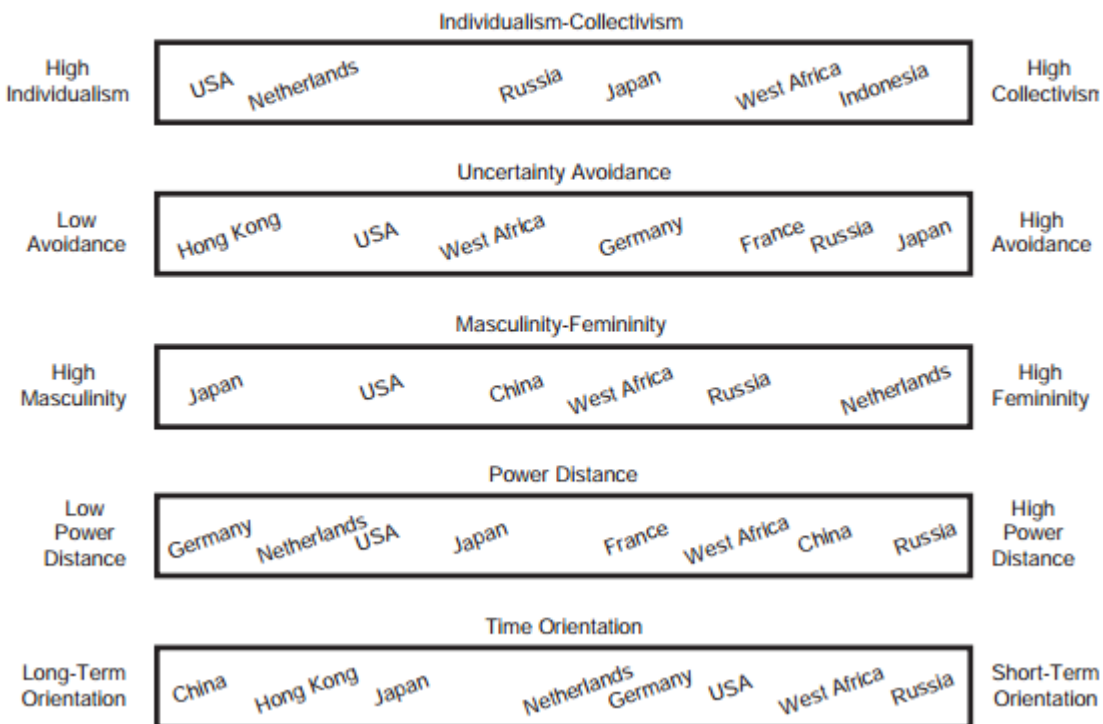 Individualism-Collectivism
High
Individualism
USA Netherlands Russia Japan West Africa Indonesia
High
Collectivism
Uncertainty Avoidance
Low
Avoidance
Hong Kong USA West Africa Germany France Russia Japan
High
Avoidance
Masculinity-Femininity
High
Masculinity
Japan USA China West Africa Russia Netherlands
High
Femininity
Power Distance
Low
Power
Distance
Germany Netherlands USA Japan France West Africa China Russia
High
Power
Distance
Time Orientation
Long-Term
Orientation
China Hong Kong Japan Netherlands Germany USA West Africa Russia
Short-Term
Orientation